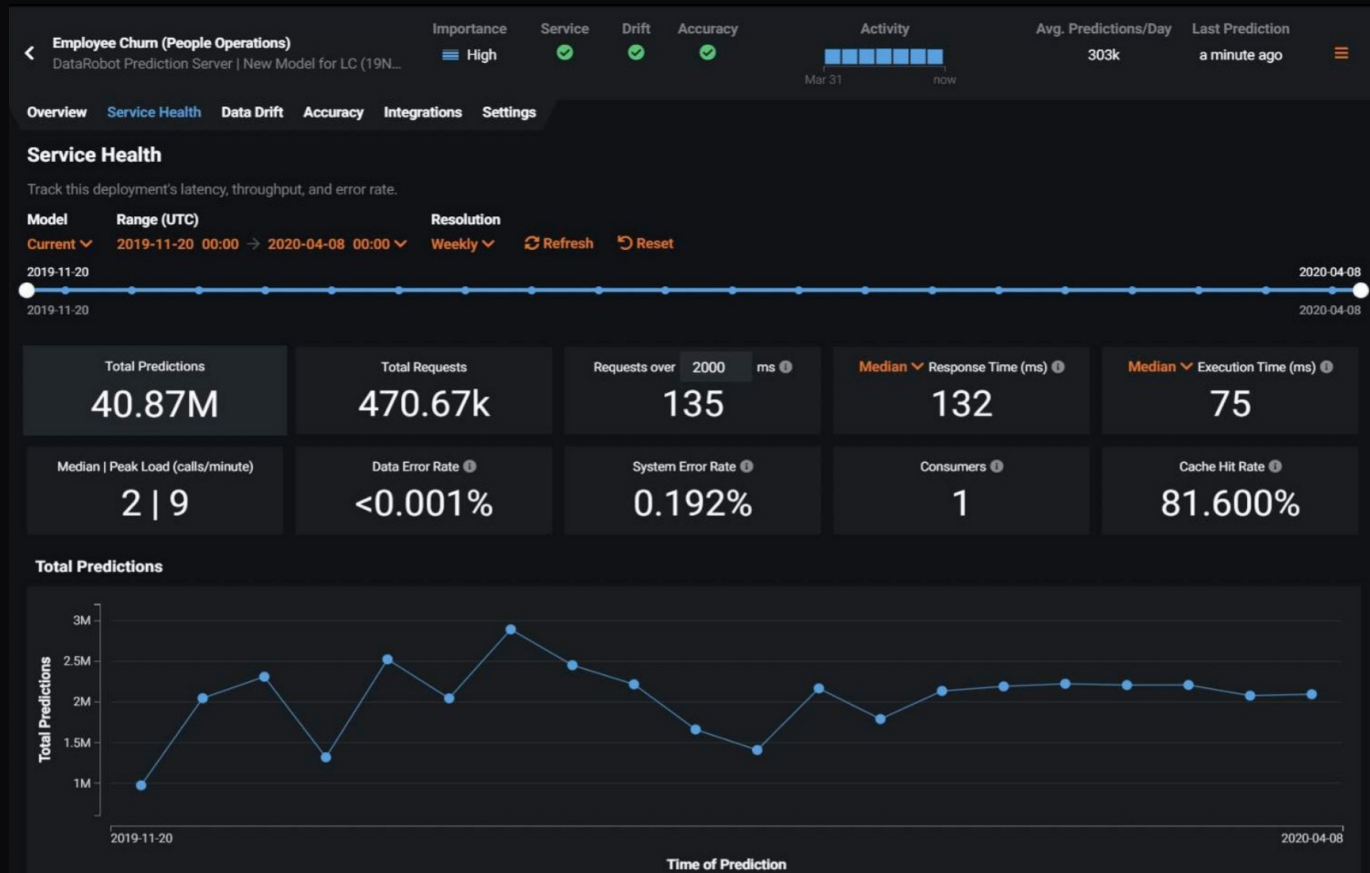 Employee Churn (People Operations)
DataRobot Prediction Server | New Model for LC (19N...
Importance
High
Service
Drift
Accuracy
Activity
Mar 31 now
Avg. Predictions/Day
303k
Last Prediction
a minute ago
Overview Service Health Data Drift Accuracy Integrations Settings
Service Health
Track this deployment's latency, throughput, and error rate.
Model Range (UTC) Resolution
Current 2019-11-20 00:00 → 2020-04-08 00:00 Weekly Refresh Reset
2019-11-20 2020-04-08
2019-11-20 2020-04-08
Total Predictions
40.87M
Total Requests
470.67k
Requests over 2000 ms
135
Median Response Time (ms)
132
Median Execution Time (ms)
75
Median | Peak Load (calls/minute)
2 | 9
Data Error Rate
<0.001%
System Error Rate
0.192%
Consumers
1
Cache Hit Rate
81.600%
Total Predictions
Total Predictions
3M
2.5M
2M
1.5M
1M
2019-11-20 2020-04-08
Time of Prediction